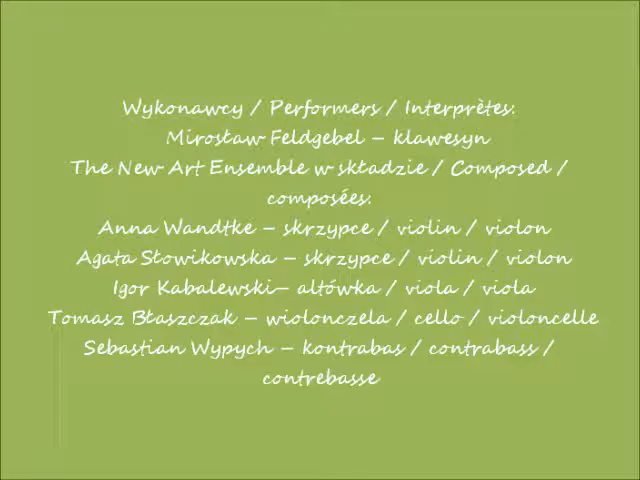 Wykonawcy / Performers / Interprètes:
Mirosław Feldgebel – klawesyn
The New Art Ensemble w składzie / Composed /
composées:
Anna Wandtke – skrzypce / violin / violon
Agata Słowikowska – skrzypce / violin / violon
Igor Kabalewski– altówka / viola / viola
Tomasz Błaszczak – wiolonczela / cello / violoncelle
Sebastian Wypych – kontrabas / contrabass /
contrebasse